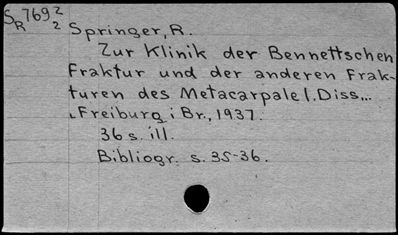 S 769 2
R 2
Springer, R.
Zur Klinik der Bennettschen
Fraktur und der anderen Frak-
turen des Metacarpale I. Diss...
Freiburg i Br., 1937.
36 s. ill.
Bibliogr. s. 35-36.